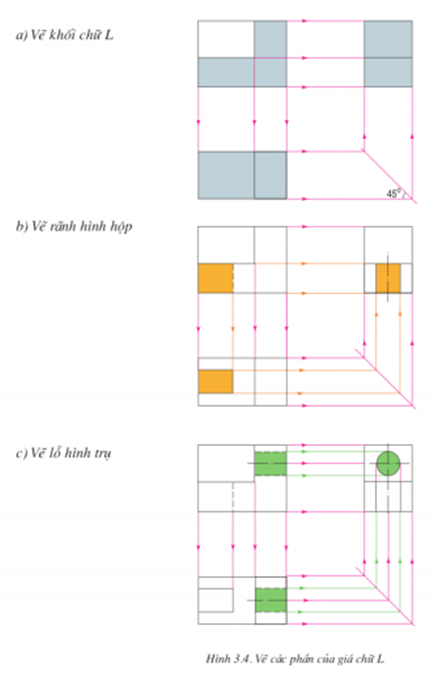 a) Vẽ khối chữ L
45⁰
b) Vẽ rãnh hình hộp
c) Vẽ lỗ hình trụ
Hình 3.4. Vẽ các phần của giá chữ L